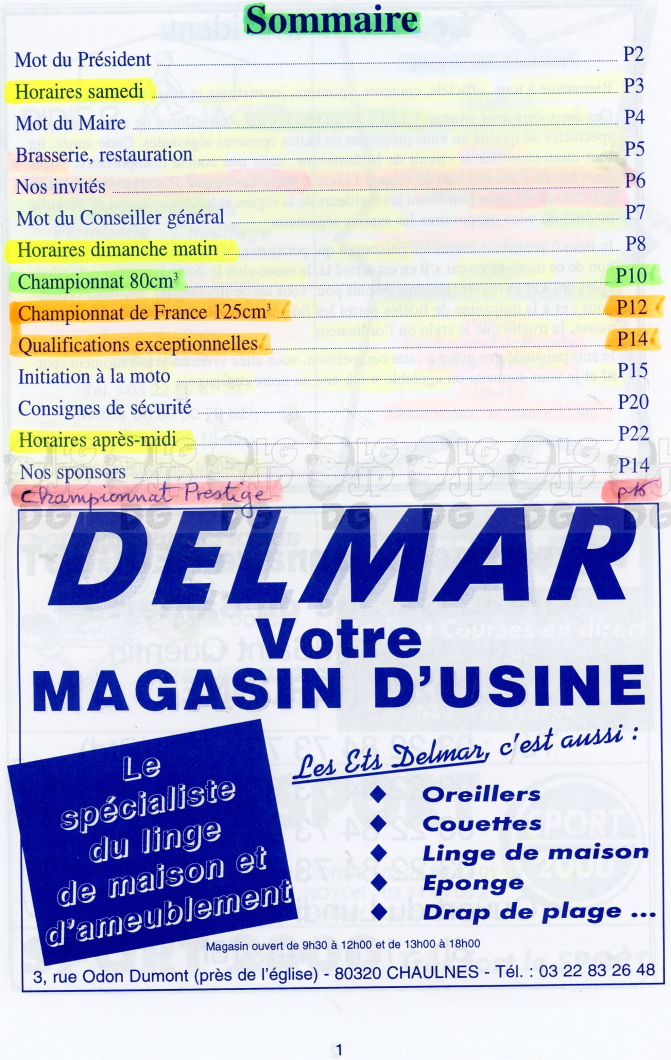 Sommaire
Mot du Président P2
Horaires samedi P3
Mot du Maire P4
Brasserie, restauration P5
Nos invités P6
Mot du Conseiller général P7
Horaires dimanche matin P8
Championnat 80cm³ P10
Championnat de France 125cm³ P12
Qualifications exceptionnelles P14
Initiation à la moto P15
Consignes de sécurité P20
Horaires après-midi P22
Nos sponsors P14
Championnat Prestige
DELMAR
Votre
MAGASIN D'USINE
Le
spécialiste
du linge
de maison et
d'ameublement
Les Ets Delmar, c'est aussi :
◆ Oreillers
◆ Couettes
◆ Linge de maison
◆ Eponge
◆ Drap de plage ...
Magasin ouvert de 9h30 à 12h00 et de 13h00 à 18h00
3, rue Odon Dumont (près de l'église) - 80320 CHAULNES - Tél. : 03 22 83 26 48
1